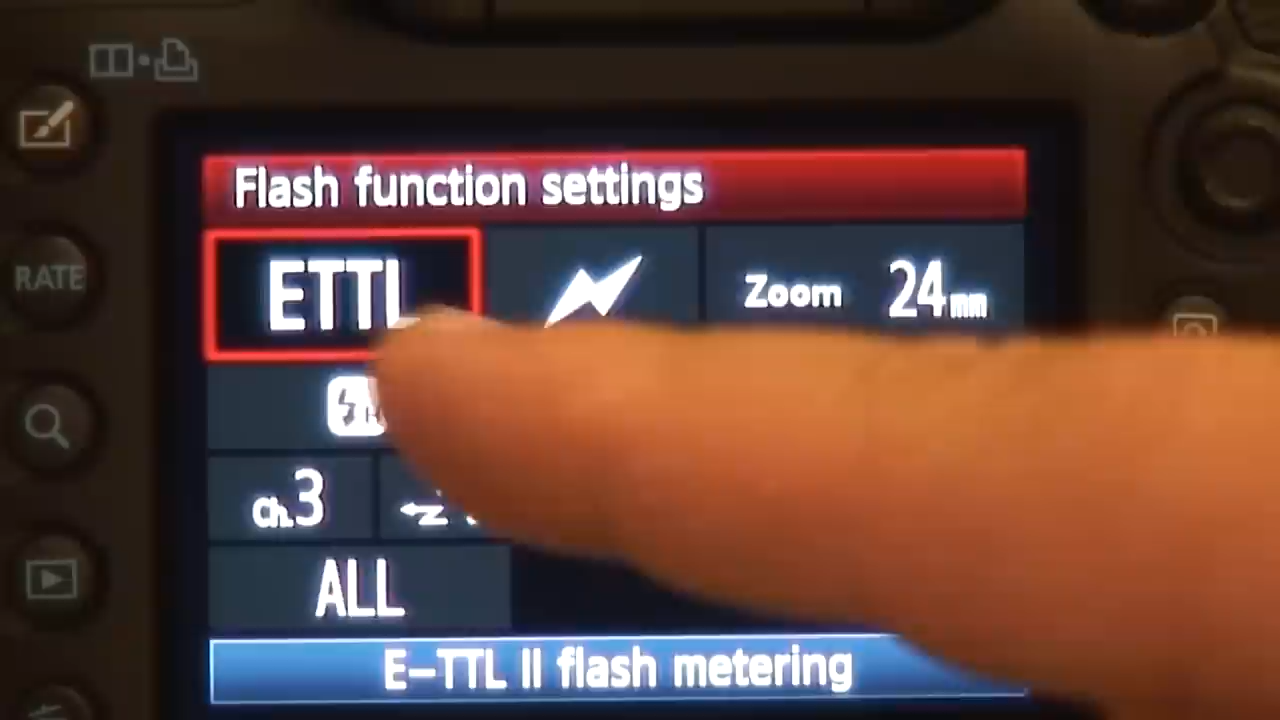 Flash function settings
RATE
ETTL
Zoom 24mm
Ch.3
ALL
E-TTL II flash metering